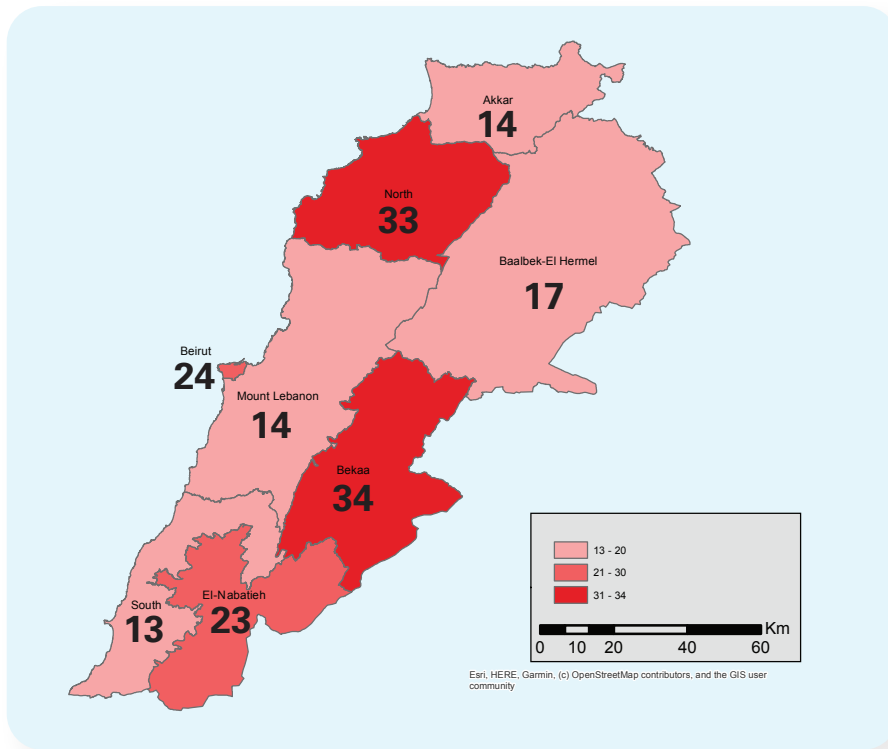 Akkar
14
North
33
Baalbek-El Hermel
17
Beirut
24
Mount Lebanon
14
Bekaa
34
El-Nabatieh
23
South
13
13 - 20
21 - 30
31 - 34
Km
0 10 20 40 60
Esri, HERE, Garmin, (c) OpenStreetMap contributors, and the GIS user
community